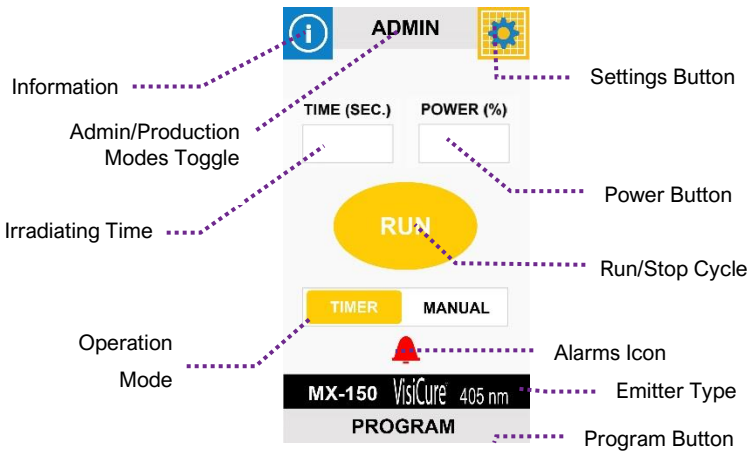 i
ADMIN
Information
Settings Button
TIME (SEC.) POWER (%)
Admin/Production
Modes Toggle
Power Button
Irradiating Time
RUN
Run/Stop Cycle
TIMER MANUAL
Operation
Mode
Alarms Icon
MX-150 VisiCure 405 nm
Emitter Type
PROGRAM
Program Button